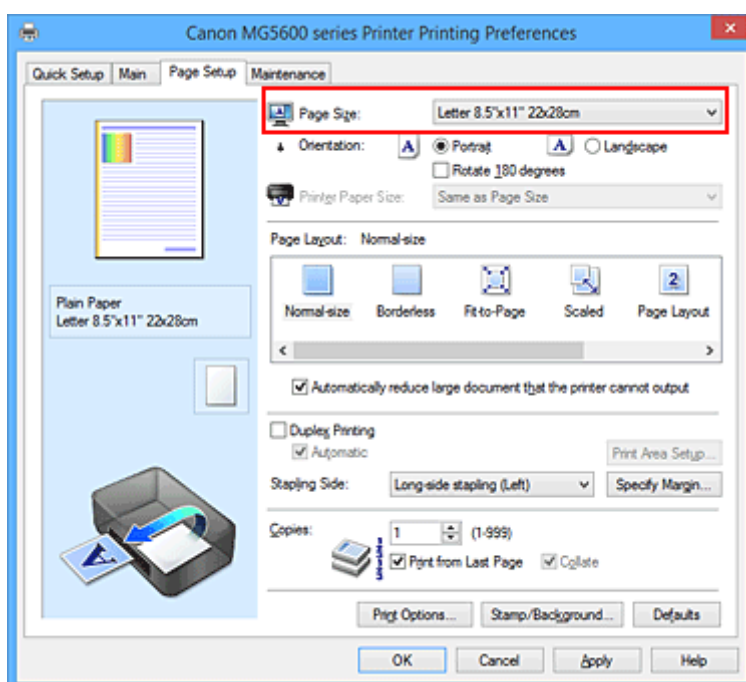 Canon MG5600 series Printer Printing Preferences
Quick Setup Main Page Setup Maintenance
Page Size: Letter 8.5"x11" 22x28cm
Orientation: A Portrait A Landscape
Rotate 180 degrees
Printer Paper Size: Same as Page Size
Page Layout: Normal-size
2
Normal-size Borderless Fit-to-Page Scaled Page Layout
Plain Paper
Letter 8.5"x11" 22x28cm
Automatically reduce large document that the printer cannot output
Duplex Printing
Automatic Print Area Setup...
Stapling Side: Long-side stapling (Left) Specify Margin...
Copies: 1 (1-999)
Print from Last Page Collate
A
Print Options... Stamp/Background... Defaults
OK Cancel Apply Help